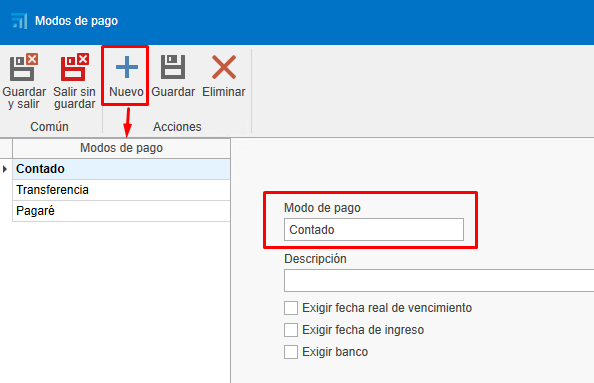 Modos de pago
Guardar y salir
Salir sin guardar
Nuevo
Guardar
Eliminar
Común
Acciones
Modos de pago
Contado
Transferencia
Pagaré
Modo de pago
Contado
Descripción
Exigir fecha real de vencimiento
Exigir fecha de ingreso
Exigir banco